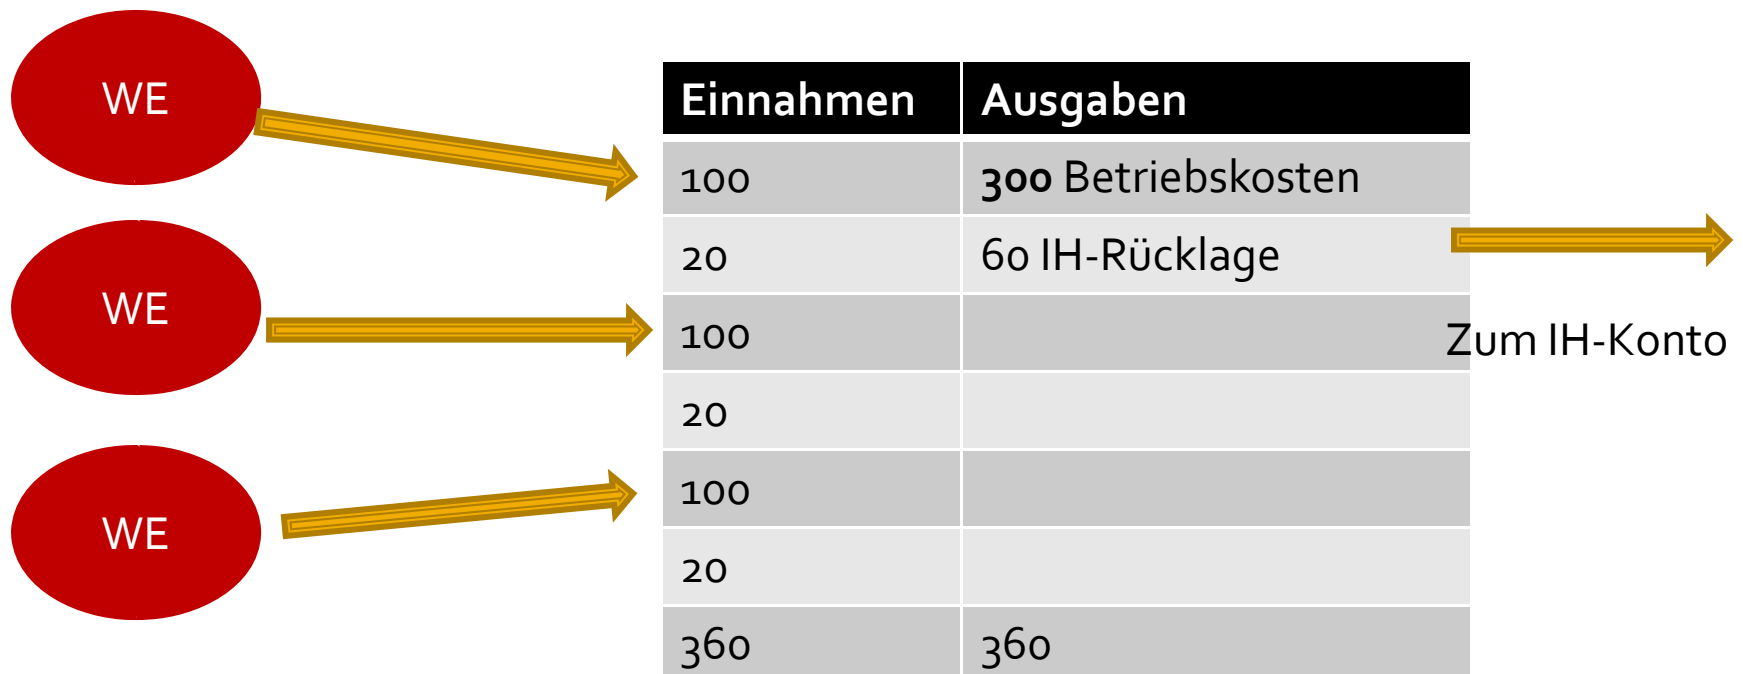 WE
WE
WE
Einnahmen Ausgaben
100 300 Betriebskosten
20 60 IH-Rücklage
100
20
100
20
360 360
Zum IH-Konto